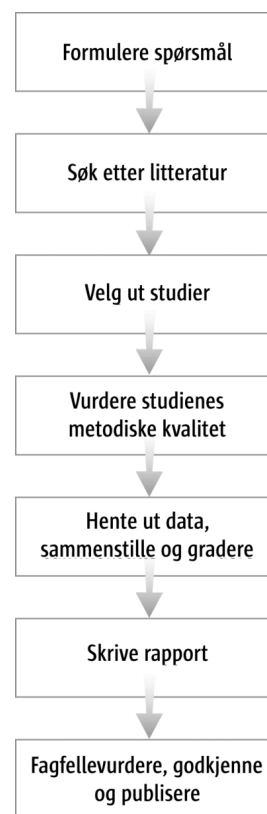 Formulere spørsmål
Søk etter litteratur
Velg ut studier
Vurdere studienes
metodiske kvalitet
Hente ut data,
sammenstille og gradere
Skrive rapport
Fagfellevurdere, godkjenne
og publisere